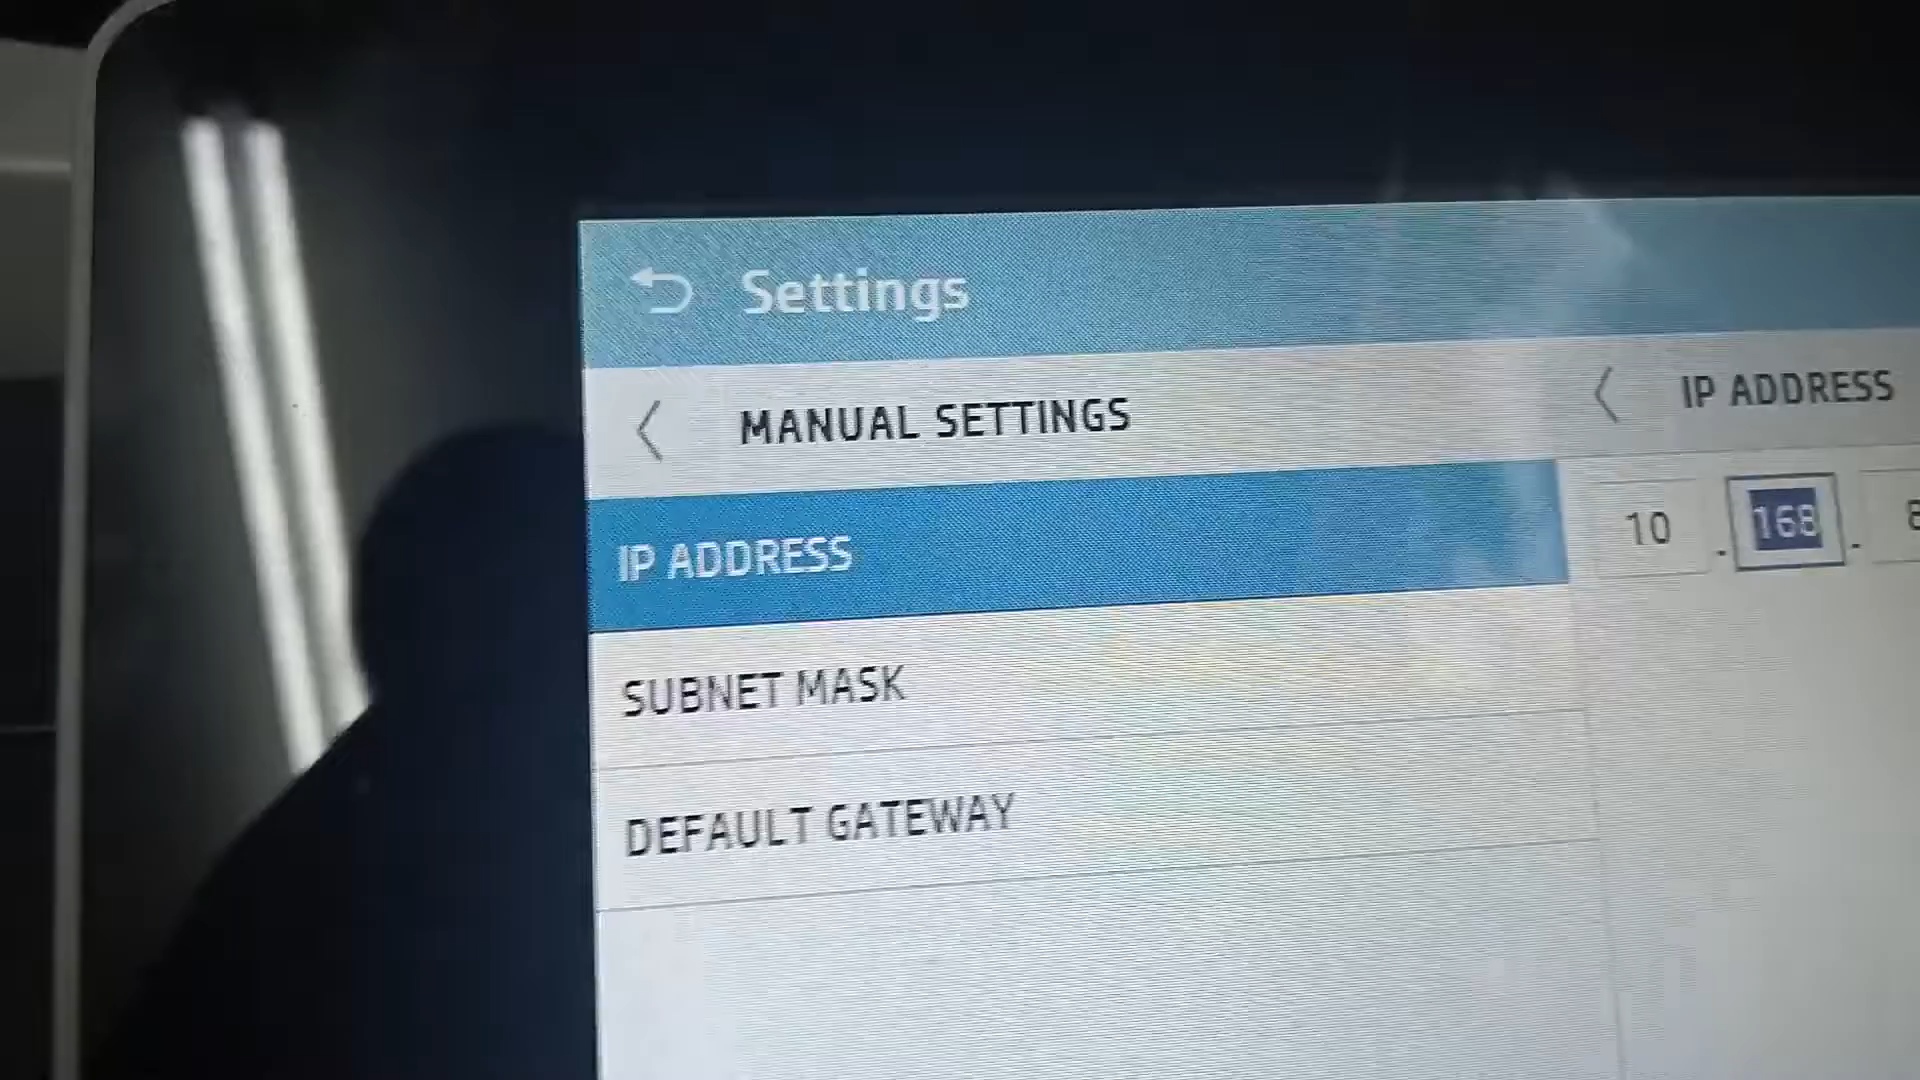 Settings
MANUAL SETTINGS
IP ADDRESS
SUBNET MASK
DEFAULT GATEWAY
IP ADDRESS
10 . 168 .